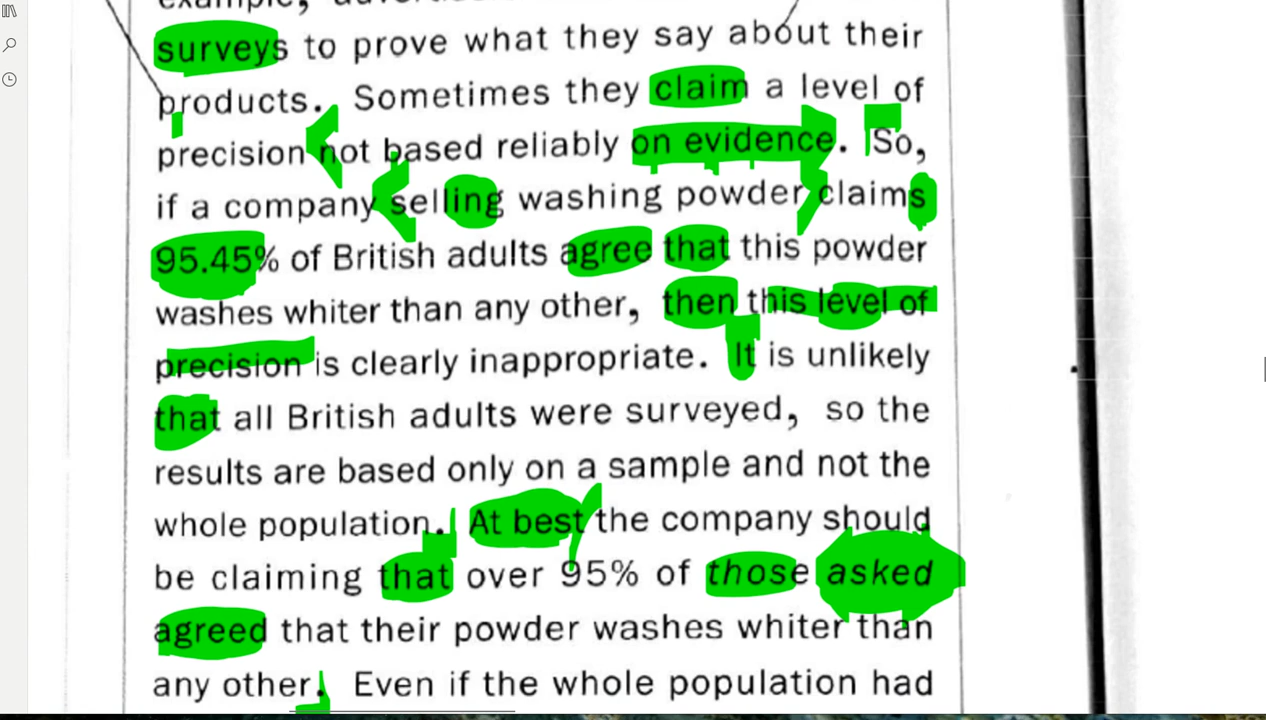 surveys to prove what they say about their
products. Sometimes they claim a level of
precision not based reliably on evidence. So,
if a company selling washing powder claims
95.45% of British adults agree that this powder
washes whiter than any other, then this level of
precision is clearly inappropriate. It is unlikely
that all British adults were surveyed, so the
results are based only on a sample and not the
whole population. At best the company should
be claiming that over 95% of those asked
agreed that their powder washes whiter than
any other. Even if the whole population had